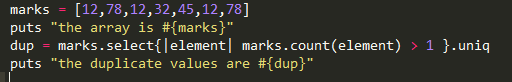 marks = [12,78,12,32,45,12,78]
puts "the array is #{marks}"
dup = marks.select{|element| marks.count(element) > 1 }.uniq
puts "the duplicate values are #{dup}"